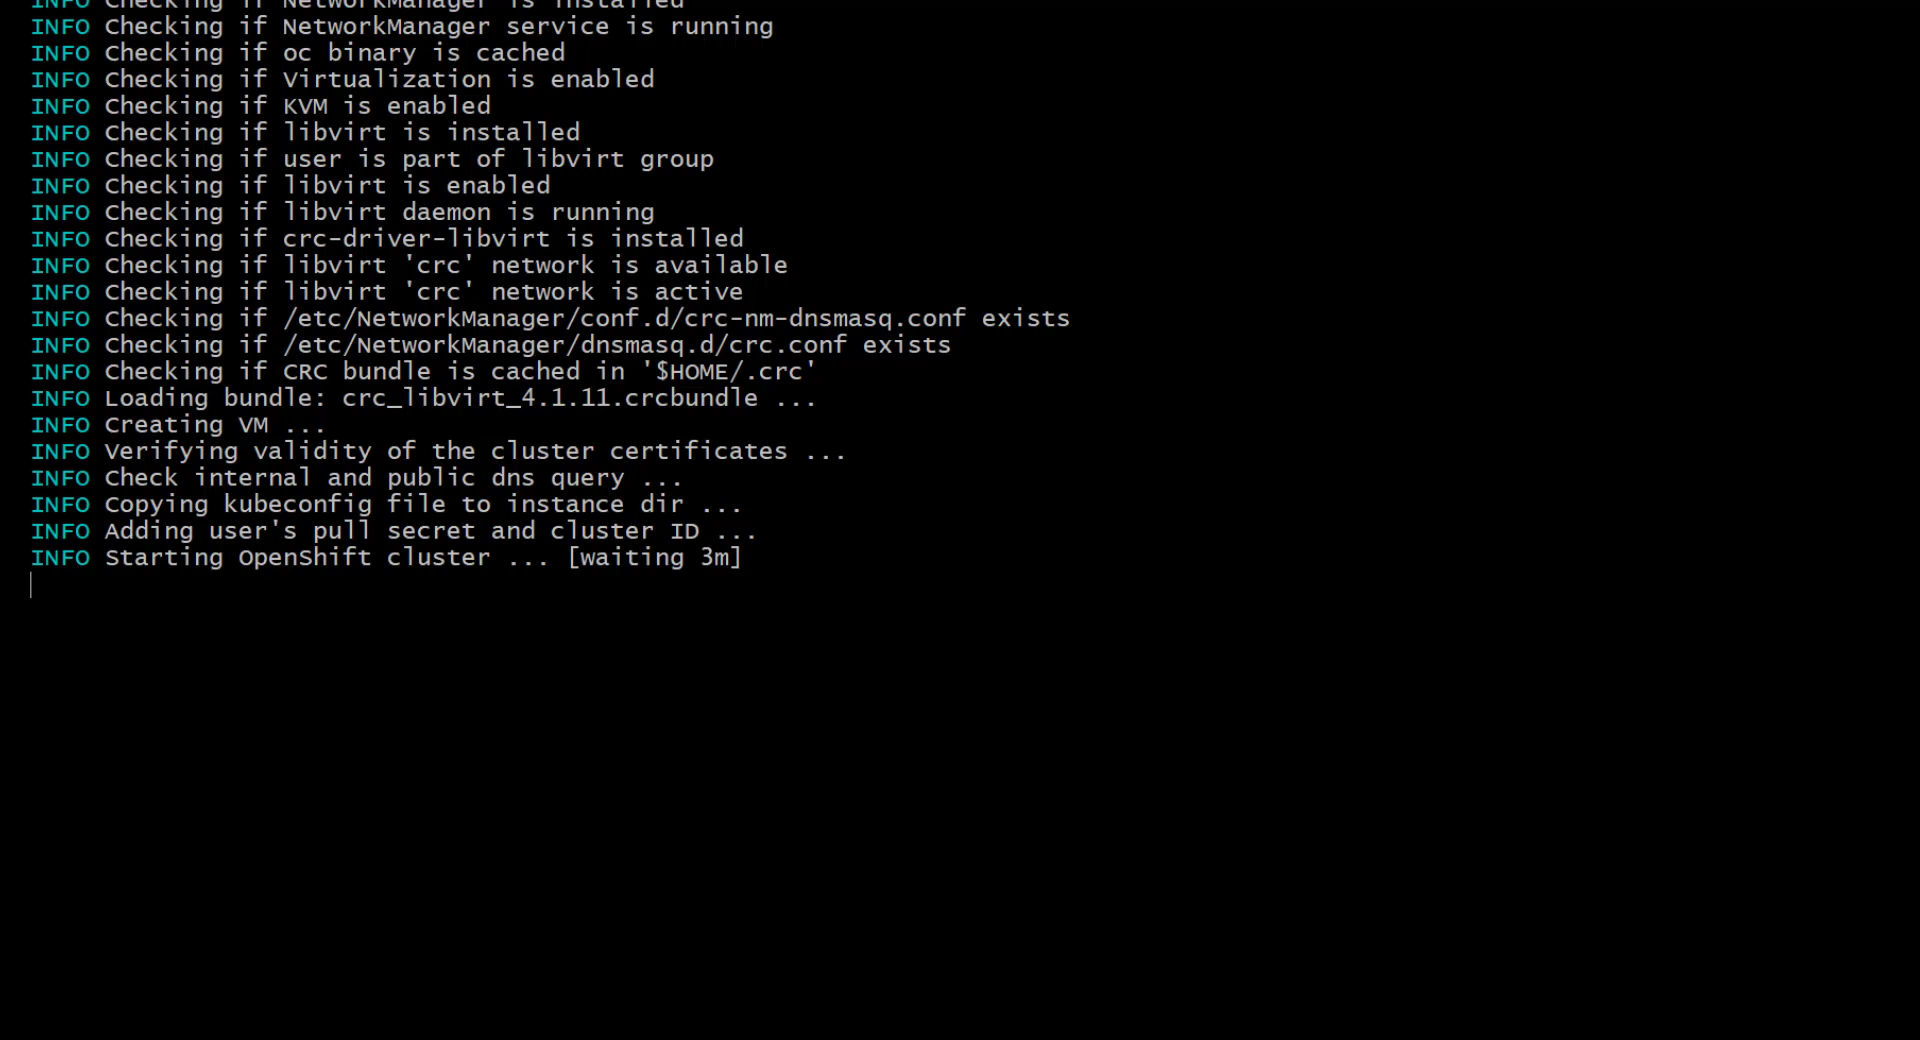 INFO Checking if NetworkManager is installed
INFO Checking if NetworkManager service is running
INFO Checking if oc binary is cached
INFO Checking if Virtualization is enabled
INFO Checking if KVM is enabled
INFO Checking if libvirt is installed
INFO Checking if user is part of libvirt group
INFO Checking if libvirt is enabled
INFO Checking if libvirt daemon is running
INFO Checking if crc-driver-libvirt is installed
INFO Checking if libvirt 'crc' network is available
INFO Checking if libvirt 'crc' network is active
INFO Checking if /etc/NetworkManager/conf.d/crc-nm-dnsmasq.conf exists
INFO Checking if /etc/NetworkManager/dnsmasq.d/crc.conf exists
INFO Checking if CRC bundle is cached in '$HOME/.crc'
INFO Loading bundle: crc_libvirt_4.1.11.crcbundle ...
INFO Creating VM ...
INFO Verifying validity of the cluster certificates ...
INFO Check internal and public dns query ...
INFO Copying kubeconfig file to instance dir ...
INFO Adding user's pull secret and cluster ID ...
INFO Starting OpenShift cluster ... [waiting 3m]